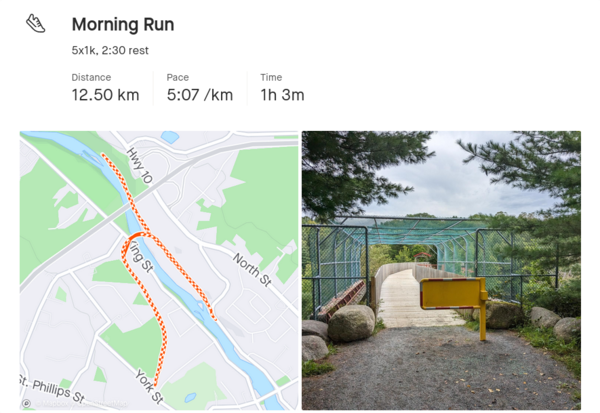 Morning Run
5x1k, 2:30 rest
Distance
Pace
Time
12.50 km
5:07 /km
1h 3m
Hwy 10
King St
North St
York St
St. Phillips St